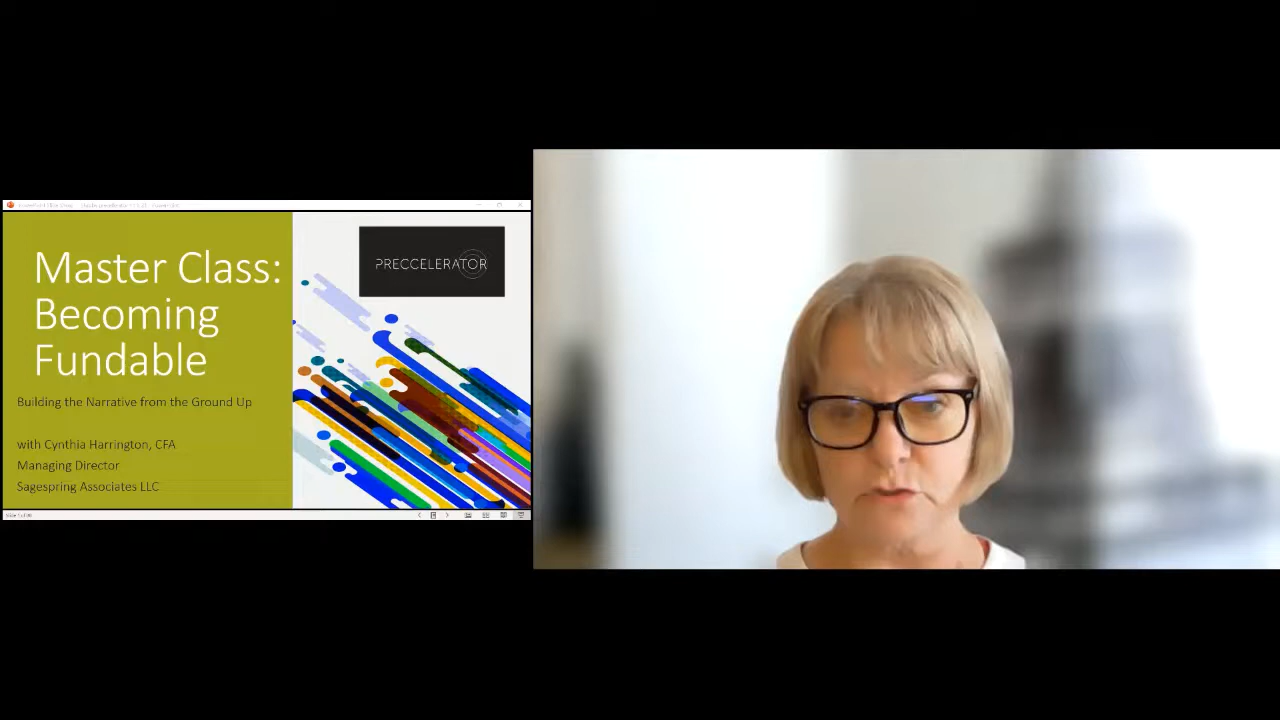 Master Class:
Becoming
Fundable
Building the Narrative from the Ground Up
with Cynthia Harrington, CFA
Managing Director
Sagespring Associates LLC
PRECCELERATOR